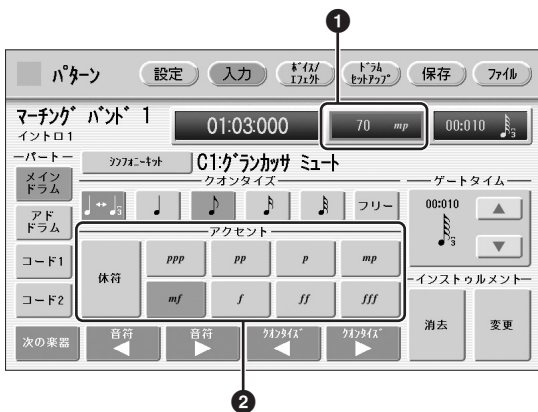 ❶
パターン 設定 入力 ボイス/エフェクト ドラムセットアップ 保存 ファイル
マーチング バンド 1 01:03:000 70 mp 00:010 3
イントロ1
パート シンフォニーキット C1:グランカッサ ミュート
メインドラム クオンタイズ ゲートタイム
3 フリー 00:010
アドドラム アクセント 3
コード1 休符 ppp pp p mp
インストゥルメント
コード2 mf f ff fff
消去 変更
次の楽器 音符 音符 クオンタイズ クオンタイズ
❷